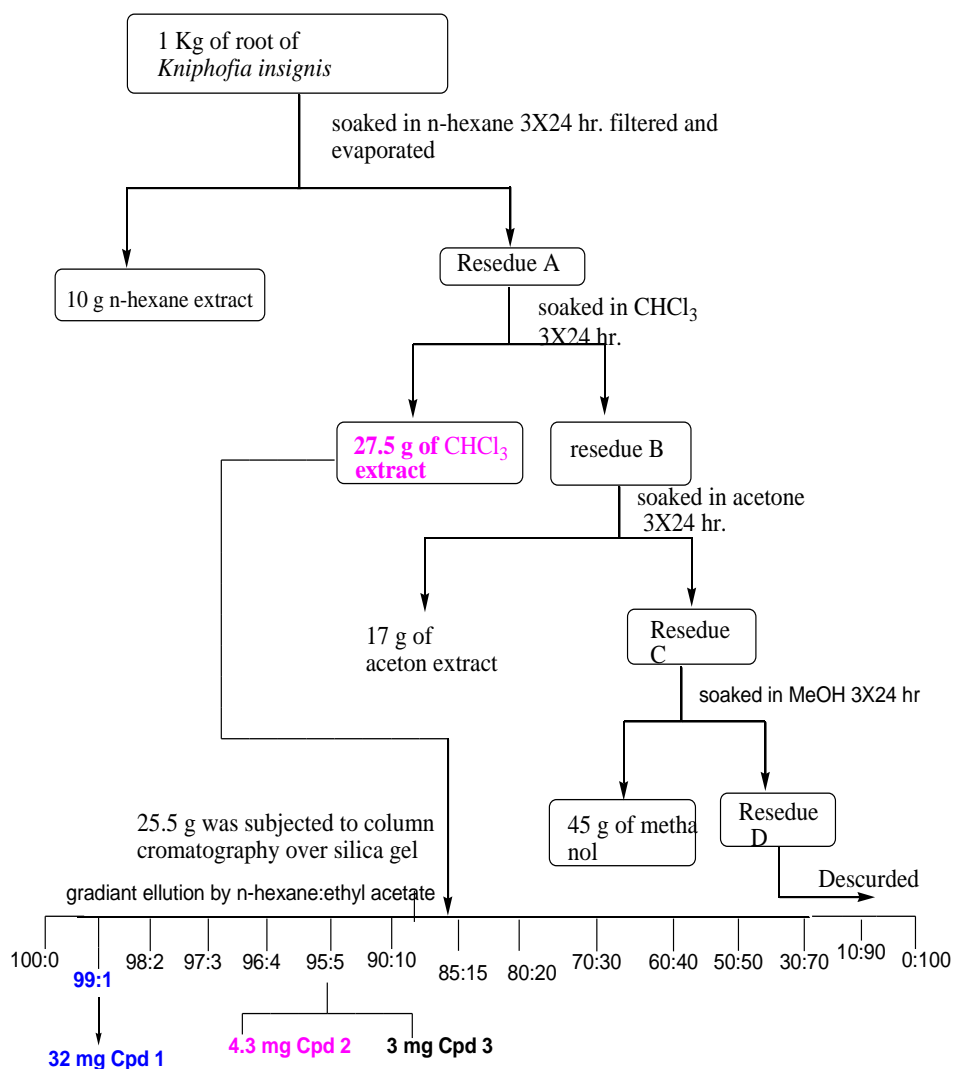 1 Kg of root of
Kniphofia insignis
soaked in n-hexane 3X24 hr. filtered and
evaporated
Resedue A
10 g n-hexane extract
soaked in CHCl3
3X24 hr.
27.5 g of CHCl3
extract
resedue B
soaked in acetone
3X24 hr.
17 g of
aceton extract
Resedue
C
soaked in MeOH 3X24 hr
45 g of metha
nol
Resedue
D
25.5 g was subjected to column
cromatography over silica gel
Descurded
gradiant ellution by n-hexane:ethyl acetate
100:0 99:1 98:2 97:3 96:4 95:5 90:10 85:15 80:20 70:30 60:40 50:50 30:70 10:90 0:100
32 mg Cpd 1
4.3 mg Cpd 2
3 mg Cpd 3